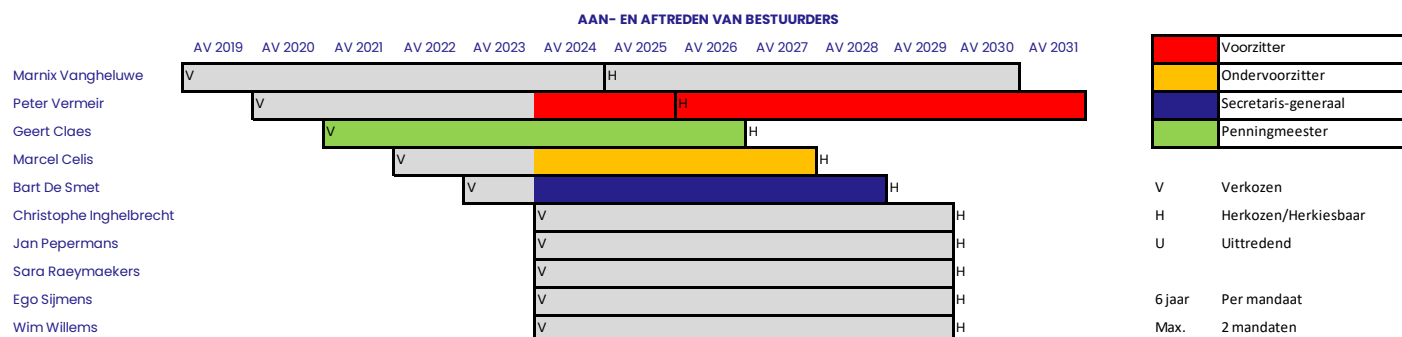 AAN- EN AFTREDEN VAN BESTUURDERS
AV 2019 AV 2020 AV 2021 AV 2022 AV 2023 AV 2024 AV 2025 AV 2026 AV 2027 AV 2028 AV 2029 AV 2030 AV 2031
Voorzitter
Marnix Vangheluwe V H
Ondervoorzitter
Peter Vermeir V H
Secretaris-generaal
Geert Claes V H
Penningmeester
Marcel Celis V H
Bart De Smet V H
V Verkozen
Christophe Inghelbrecht V H
H Herkozen/Herkiesbaar
Jan Pepermans V H
U Uittredend
Sara Raeymaekers V H
Ego Sijmens V H
6 jaar Per mandaat
Wim Willems V H
Max. 2 mandaten